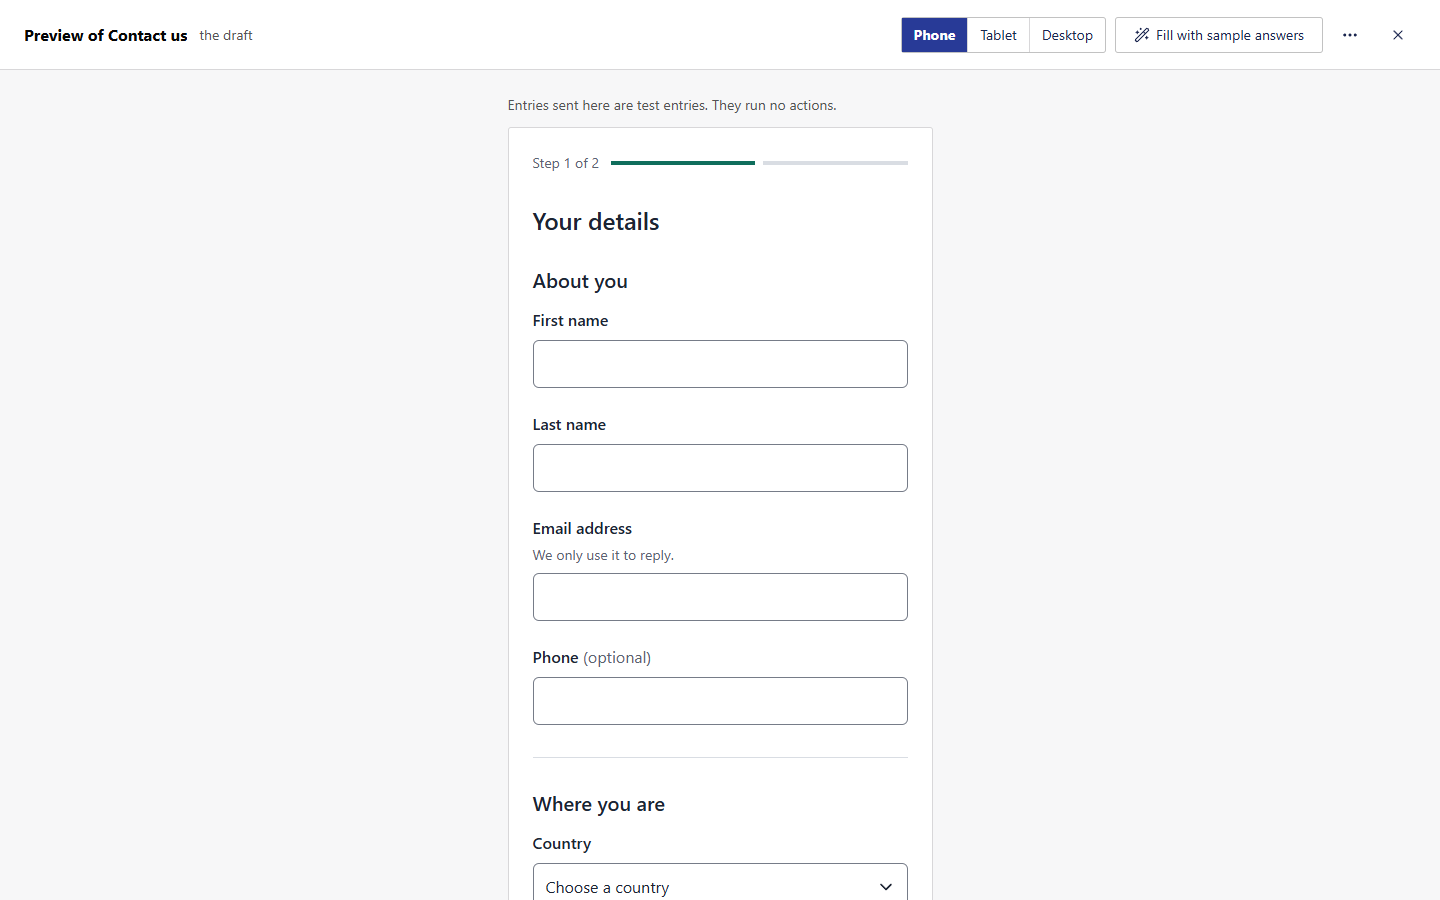 Preview of Contact us the draft
Phone Tablet Desktop Fill with sample answers
Entries sent here are test entries. They run no actions.
Step 1 of 2
Your details
About you
First name
Last name
Email address
We only use it to reply.
Phone (optional)
Where you are
Country
Choose a country